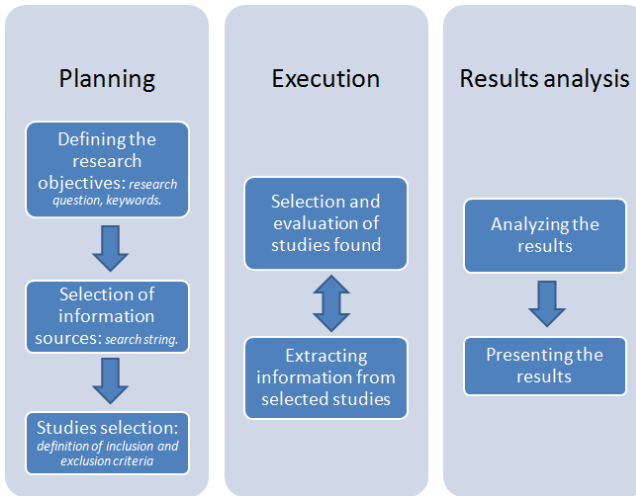 Planning
Defining the
research
objectives: research
question, keywords.
Selection of
information
sources: search string.
Studies selection:
definition of inclusion and
exclusion criteria
Execution
Selection and
evaluation of
studies found
Extracting
information from
selected studies
Results analysis
Analyzing the
results
Presenting the
results